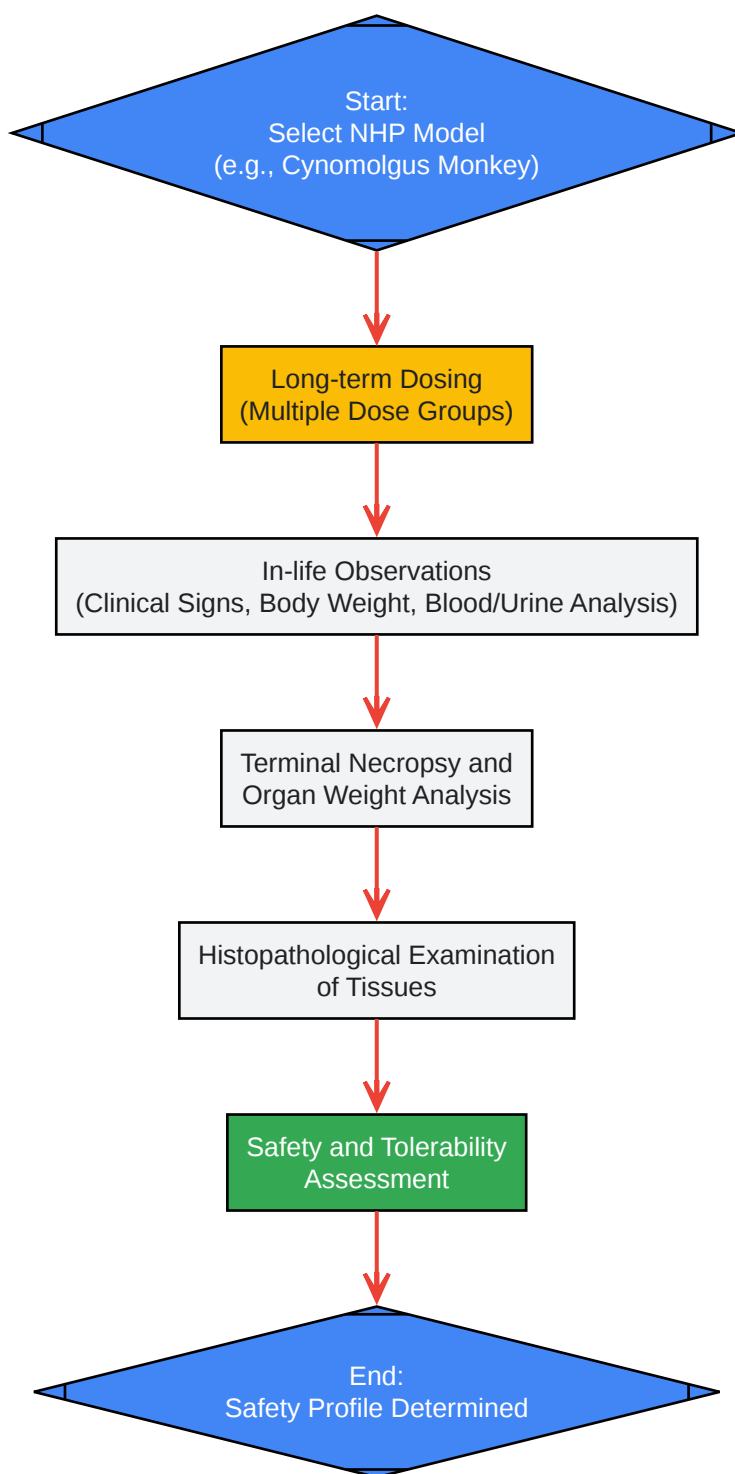 Start:
Select NHP Model
(e.g., Cynomolgus Monkey)
Long-term Dosing
(Multiple Dose Groups)
In-life Observations
(Clinical Signs, Body Weight, Blood/Urine Analysis)
Terminal Necropsy and
Organ Weight Analysis
Histopathological Examination
of Tissues
Safety and Tolerability
Assessment
End:
Safety Profile Determined